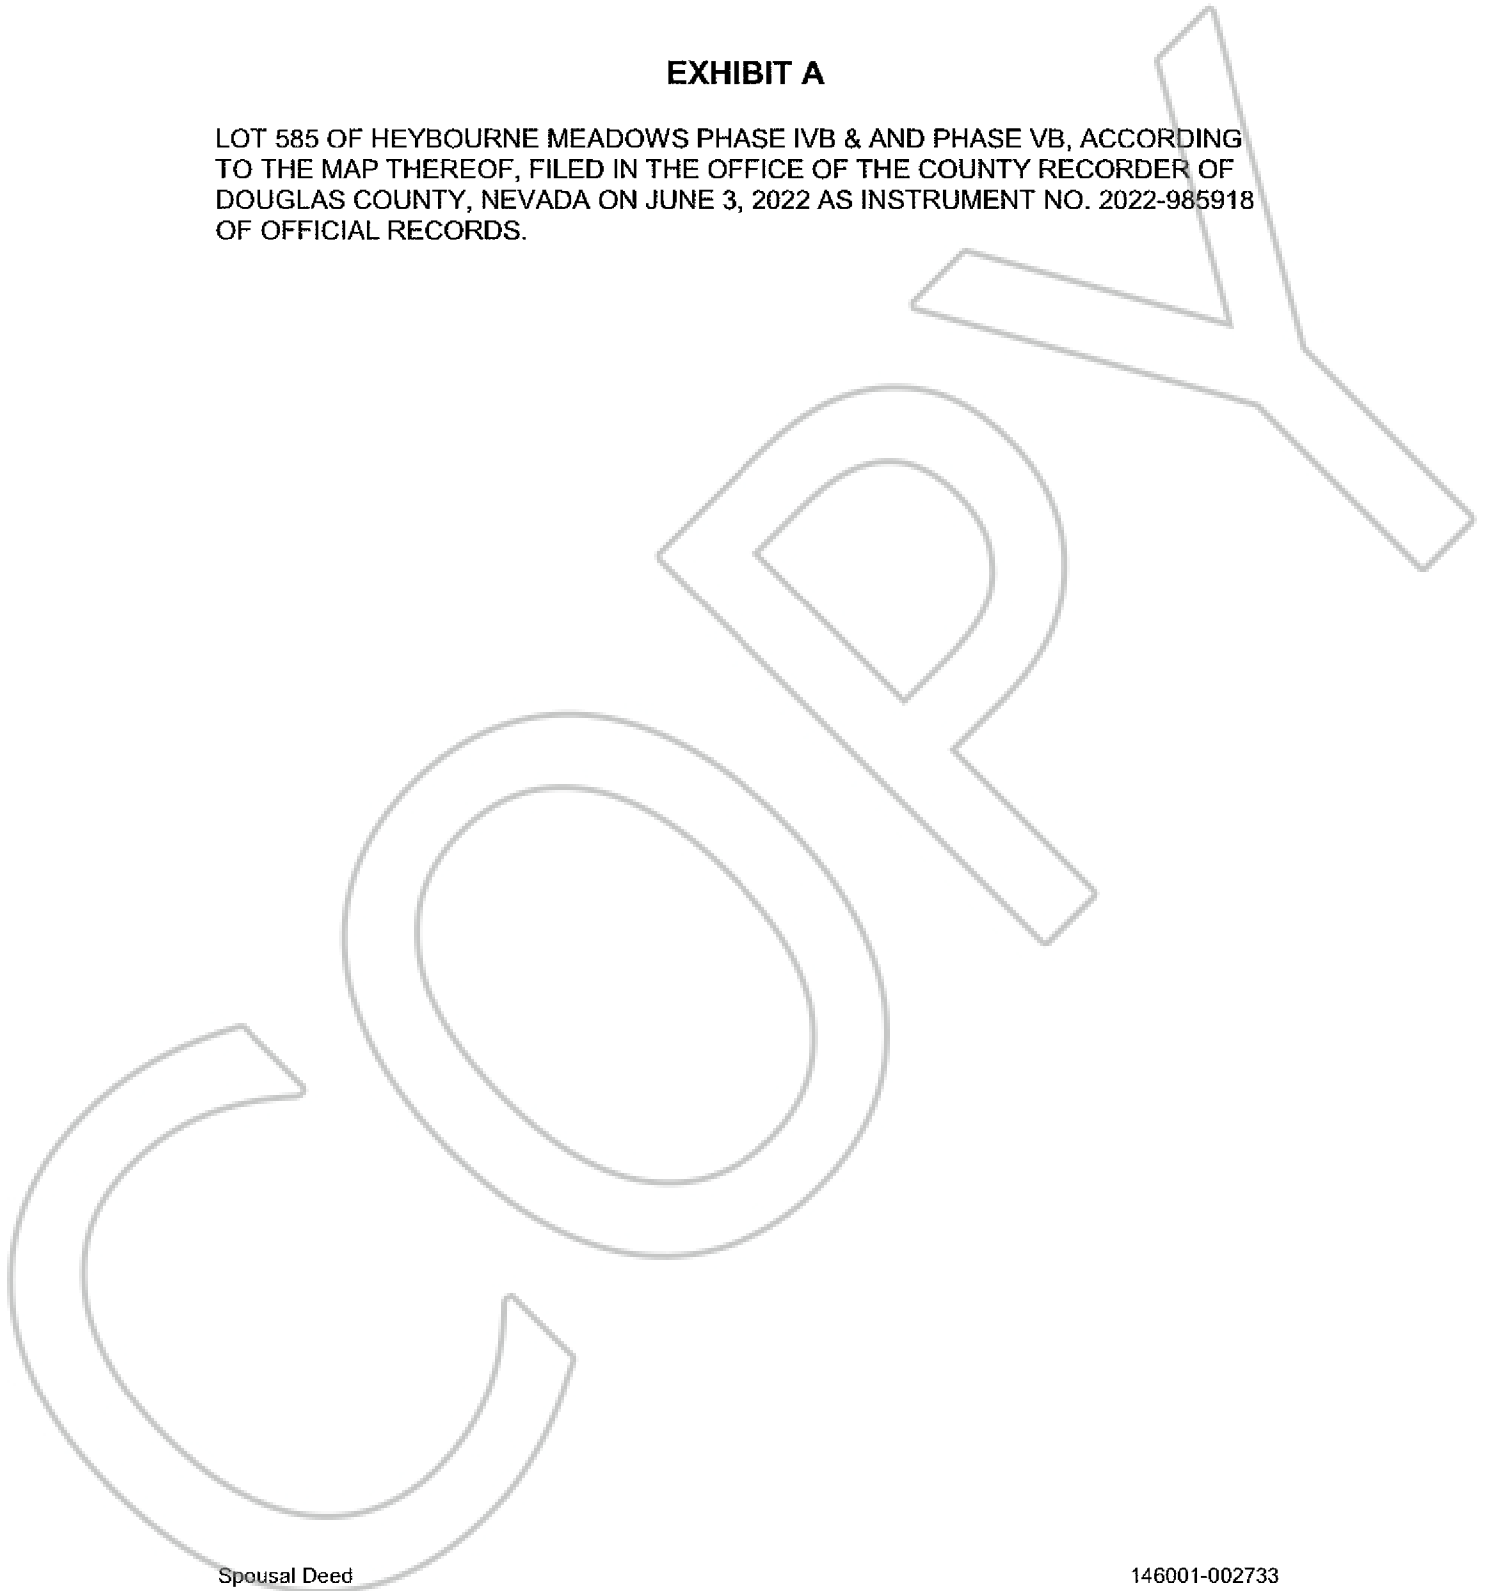 EXHIBIT A
LOT 585 OF HEYBOURNE MEADOWS PHASE IVB & AND PHASE VB, ACCORDING
TO THE MAP THEREOF, FILED IN THE OFFICE OF THE COUNTY RECORDER OF
DOUGLAS COUNTY, NEVADA ON JUNE 3, 2022 AS INSTRUMENT NO. 2022-985918
OF OFFICIAL RECORDS.
COPY
Spousal Deed 146001-002733